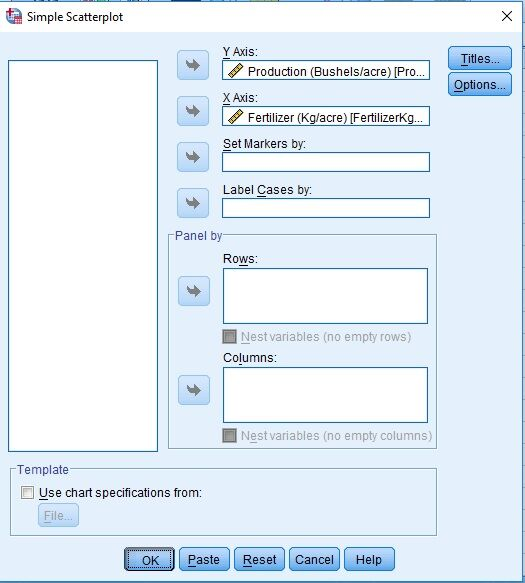 Simple Scatterplot
Y Axis:
Production (Bushels/acre) [Pro...
Titles...
Options...
X Axis:
Fertilizer (Kg/acre) [FertilizerKg...
Set Markers by:
Label Cases by:
Panel by
Rows:
Nest variables (no empty rows)
Columns:
Nest variables (no empty columns)
Template
Use chart specifications from:
File...
OK Paste Reset Cancel Help